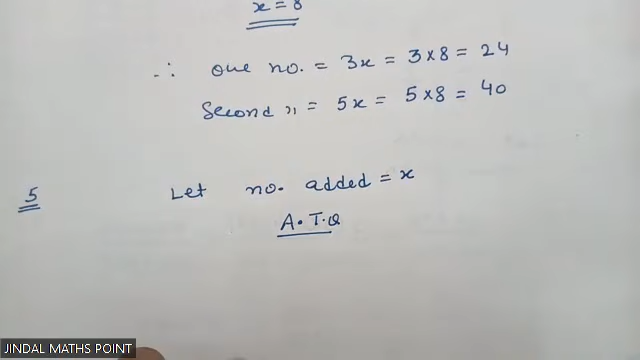 x = 8
∴ one no. = 3x = 3×8 = 24
Second " = 5x = 5×8 = 40
5 Let no. added = x
A.T.Q
JINDAL MATHS POINT